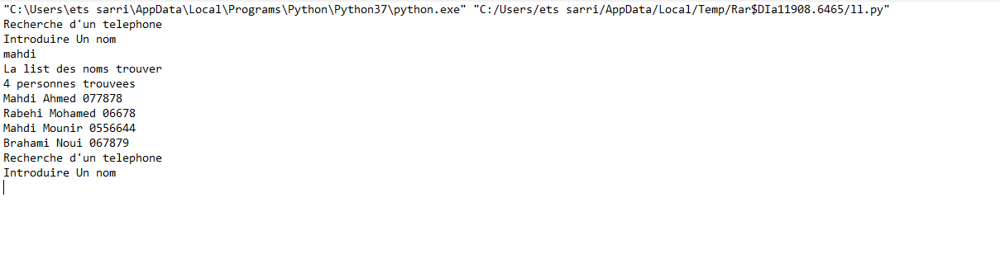 "C:\Users\ets sarri\AppData\Local\Programs\Python\Python37\python.exe" "C:/Users/ets sarri/AppData/Local/Temp/Rar$DIa11908.6465/ll.py"
Recherche d'un telephone
Introduire Un nom
mahdi
La list des noms trouver
4 personnes trouvees
Mahdi Ahmed 077878
Rabehi Mohamed 06678
Mahdi Mounir 0556644
Brahami Noui 067879
Recherche d'un telephone
Introduire Un nom